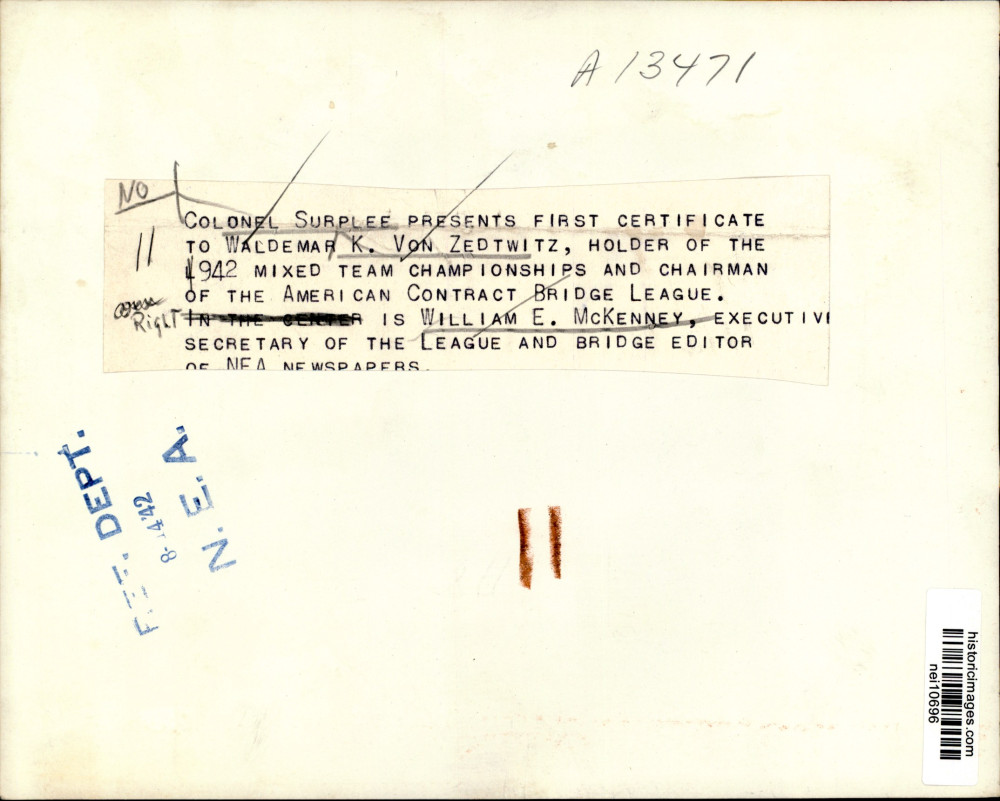 A13471
NO
COLONEL SURPLEE PRESENTS FIRST CERTIFICATE
TO WALDEMAR K. VON ZEDTWITZ, HOLDER OF THE
11
1942 MIXED TEAM CHAMPIONSHIPS AND CHAIRMAN
OF THE AMERICAN CONTRACT BRIDGE LEAGUE.
Right
IN THE CENTER IS WILLIAM E. MCKENNEY, EXECUTIVE
SECRETARY OF THE LEAGUE AND BRIDGE EDITOR
OF NEA NEWSPAPERS.
DEPT.
8-14-42
N.E.A.
11
historicimages.com
nei10696